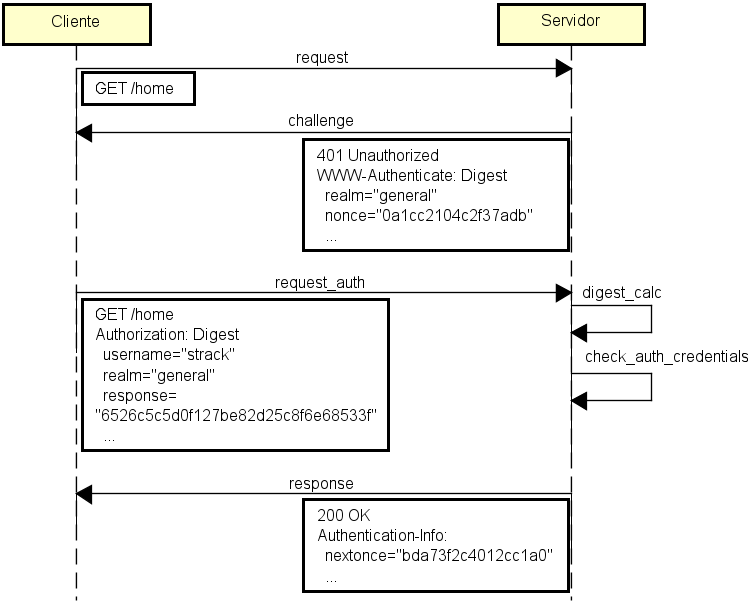 Cliente
Servidor
request
GET /home
challenge
401 Unauthorized
WWW-Authenticate: Digest
realm="general"
nonce="0a1cc2104c2f37adb"
...
request_auth
digest_calc
GET /home
Authorization: Digest
username="strack"
realm="general"
response=
"6526c5c5d0f127be82d25c8f6e68533f"
...
check_auth_credentials
response
200 OK
Authentication-Info:
nextonce="bda73f2c4012cc1a0"
...